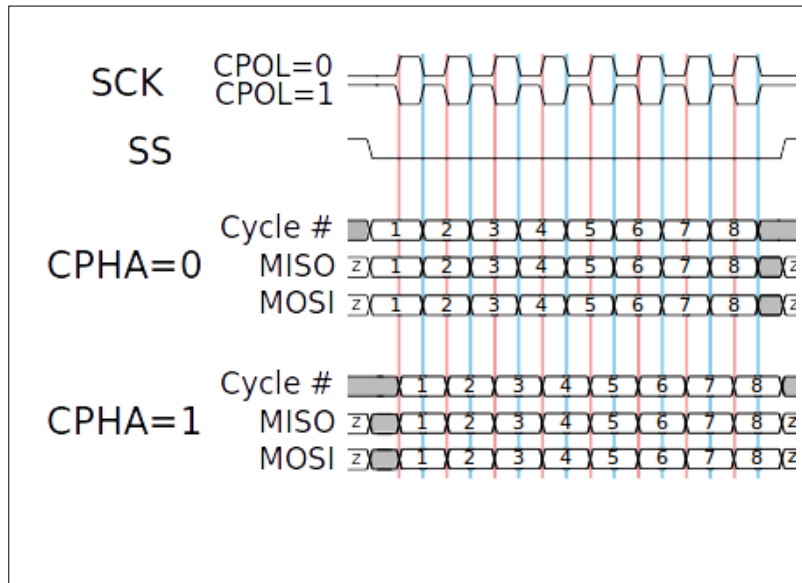 SCK CPOL=0
CPOL=1
SS
Cycle # 1 2 3 4 5 6 7 8
CPHA=0 MISO z 1 2 3 4 5 6 7 8 z
MOSI z 1 2 3 4 5 6 7 8 z
Cycle # 1 2 3 4 5 6 7 8
CPHA=1 MISO z 1 2 3 4 5 6 7 8 z
MOSI z 1 2 3 4 5 6 7 8 z